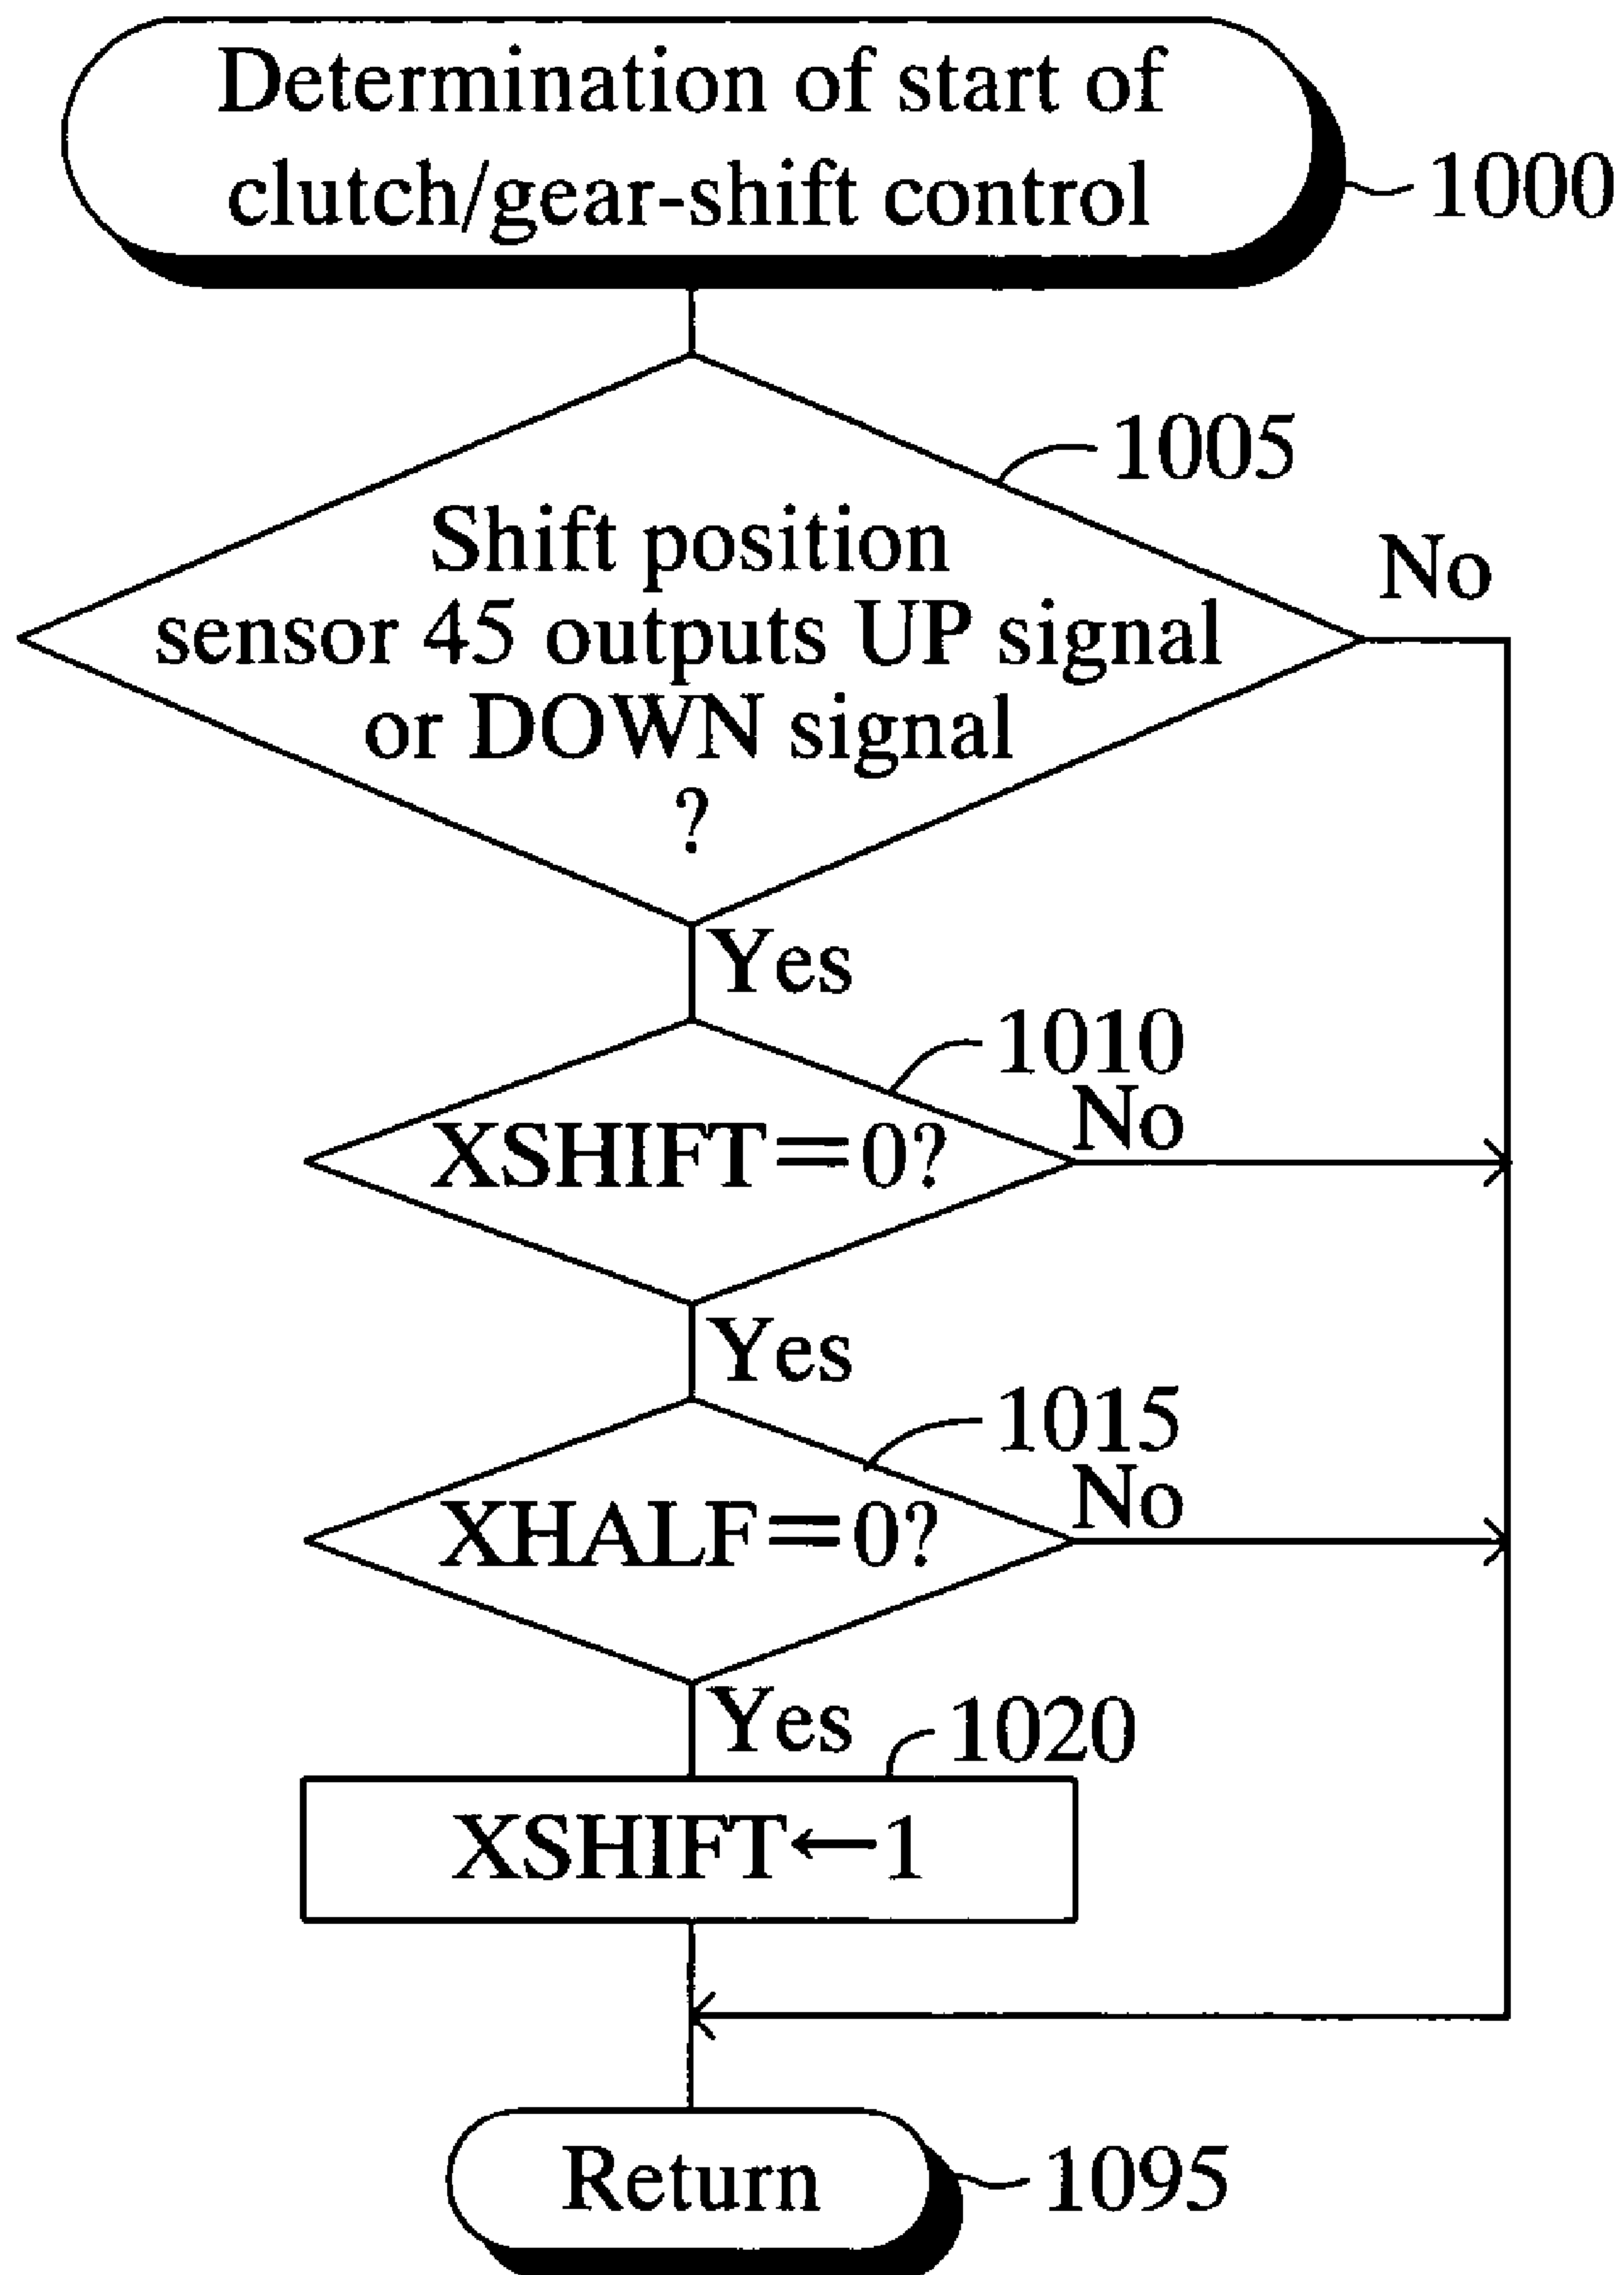 Determination of start of
clutch/gear-shift control
1000
1005
Shift position
sensor 45 outputs UP signal
or DOWN signal
?
No
Yes
1010
XSHIFT=0?
No
Yes
1015
XHALF=0?
No
Yes
1020
XSHIFT←1
Return
1095